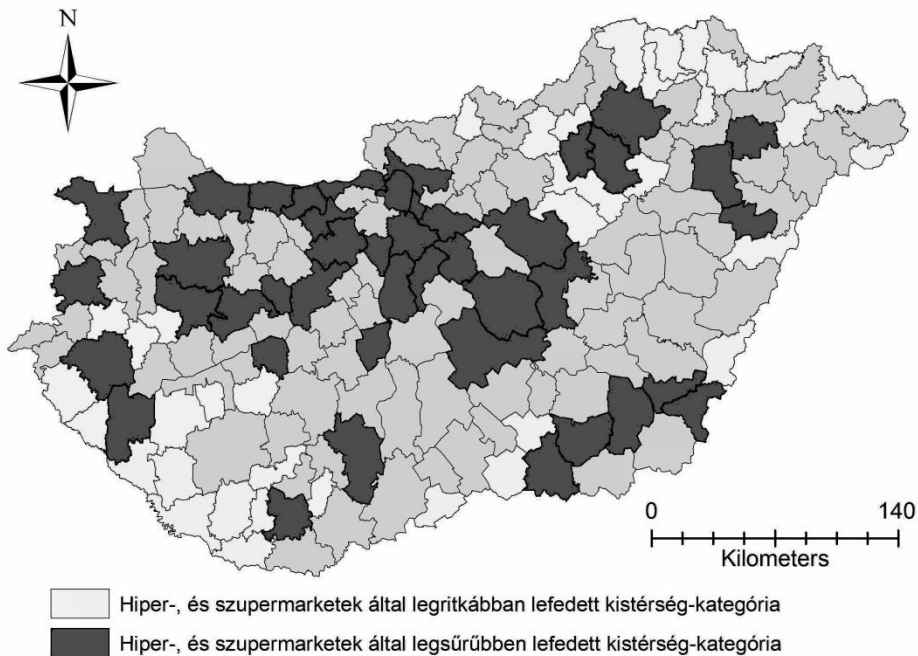 N
0 140
Kilometers
Hiper-, és szupermarketek által legritkábban lefedett kistérség-kategória
Hiper-, és szupermarketek által legsűrűbben lefedett kistérség-kategória